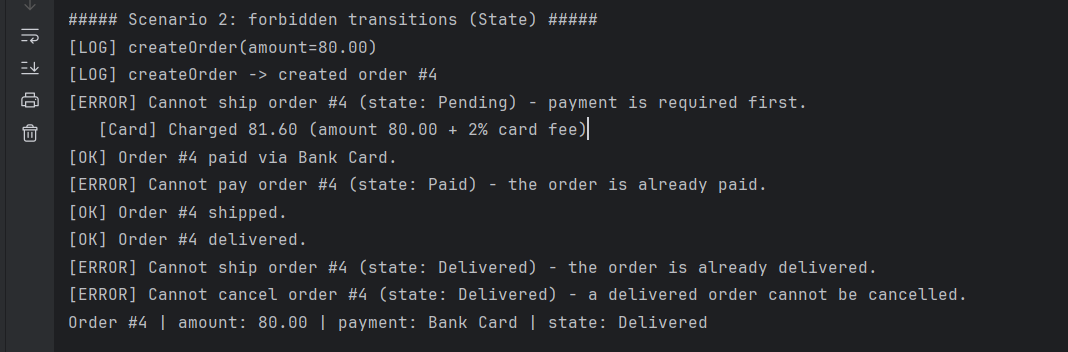 ##### Scenario 2: forbidden transitions (State) #####
[LOG] createOrder(amount=80.00)
[LOG] createOrder -> created order #4
[ERROR] Cannot ship order #4 (state: Pending) - payment is required first.
   [Card] Charged 81.60 (amount 80.00 + 2% card fee)
[OK] Order #4 paid via Bank Card.
[ERROR] Cannot pay order #4 (state: Paid) - the order is already paid.
[OK] Order #4 shipped.
[OK] Order #4 delivered.
[ERROR] Cannot ship order #4 (state: Delivered) - the order is already delivered.
[ERROR] Cannot cancel order #4 (state: Delivered) - a delivered order cannot be cancelled.
Order #4 | amount: 80.00 | payment: Bank Card | state: Delivered